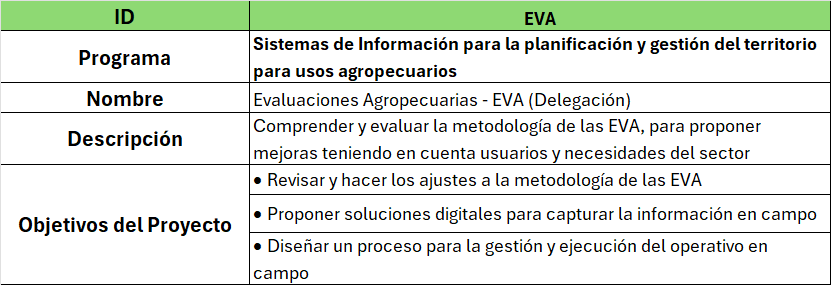 ID
EVA
Programa
Sistemas de Información para la planificación y gestión del territorio
para usos agropecuarios
Nombre
Evaluaciones Agropecuarias - EVA (Delegación)
Descripción
Comprender y evaluar la metodología de las EVA, para proponer
mejoras teniendo en cuenta usuarios y necesidades del sector
Objetivos del Proyecto
• Revisar y hacer los ajustes a la metodología de las EVA
• Proponer soluciones digitales para capturar la información en campo
• Diseñar un proceso para la gestión y ejecución del operativo en
campo